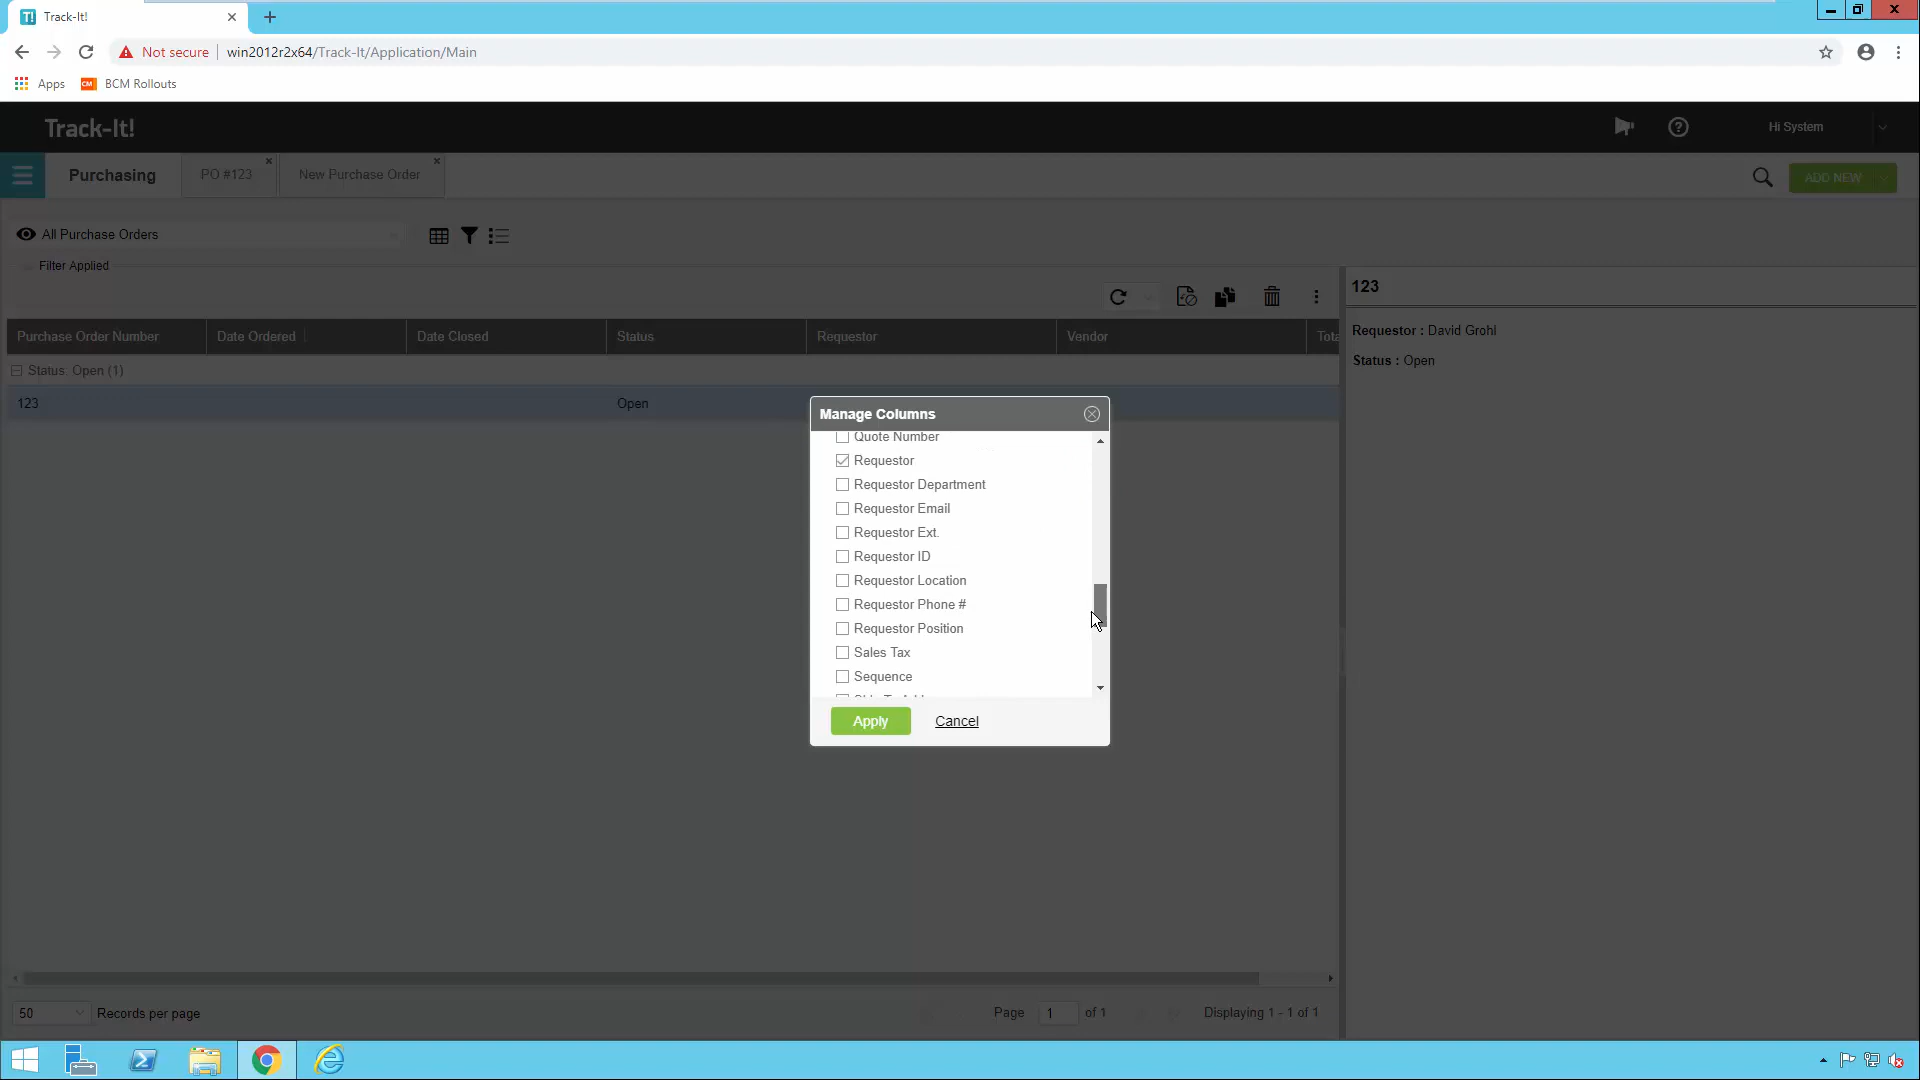 Track-It!
Not secure win2012r2x64/Track-It/Application/Main
Apps BCM Rollouts
Track-It!
Hi System
Purchasing PO #123 New Purchase Order
ADD NEW
All Purchase Orders
Filter Applied
123
Purchase Order Number Date Ordered Date Closed Status Requestor Vendor Tota
Requestor : David Grohl
Status: Open (1)
Status : Open
123 Open
Manage Columns
Quote Number
Requestor
Requestor Department
Requestor Email
Requestor Ext.
Requestor ID
Requestor Location
Requestor Phone #
Requestor Position
Sales Tax
Sequence
Apply Cancel
50 Records per page
Page 1 of 1
Displaying 1 - 1 of 1